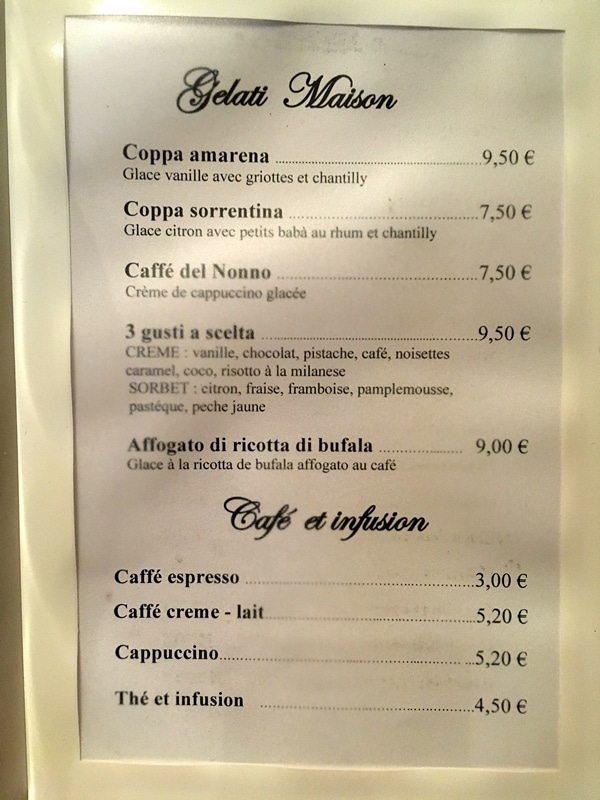 Gelati Maison
Coppa amarena ........................................................9,50 €
Glace vanille avec griottes et chantilly
Coppa sorrentina ....................................................7,50 €
Glace citron avec petits babà au rhum et chantilly
Caffé del Nonno ......................................................7,50 €
Crème de cappuccino glacée
3 gusti a scelta ..........................................................9,50 €
CREME : vanille, chocolat, pistache, café, noisettes
caramel, coco, risotto à la milanese
SORBET : citron, fraise, framboise, pamplemousse,
pastéque, peche jaune
Affogato di ricotta di bufala ..................... 9,00 €
Glace à la ricotta de bufala affogato au café
Café et infusion
Caffé espresso ..........................................................3,00 €
Caffé creme - lait.....................................................5,20 €
Cappuccino.............................................................. ...5,20 €
Thé et infusion ......................................................4,50 €